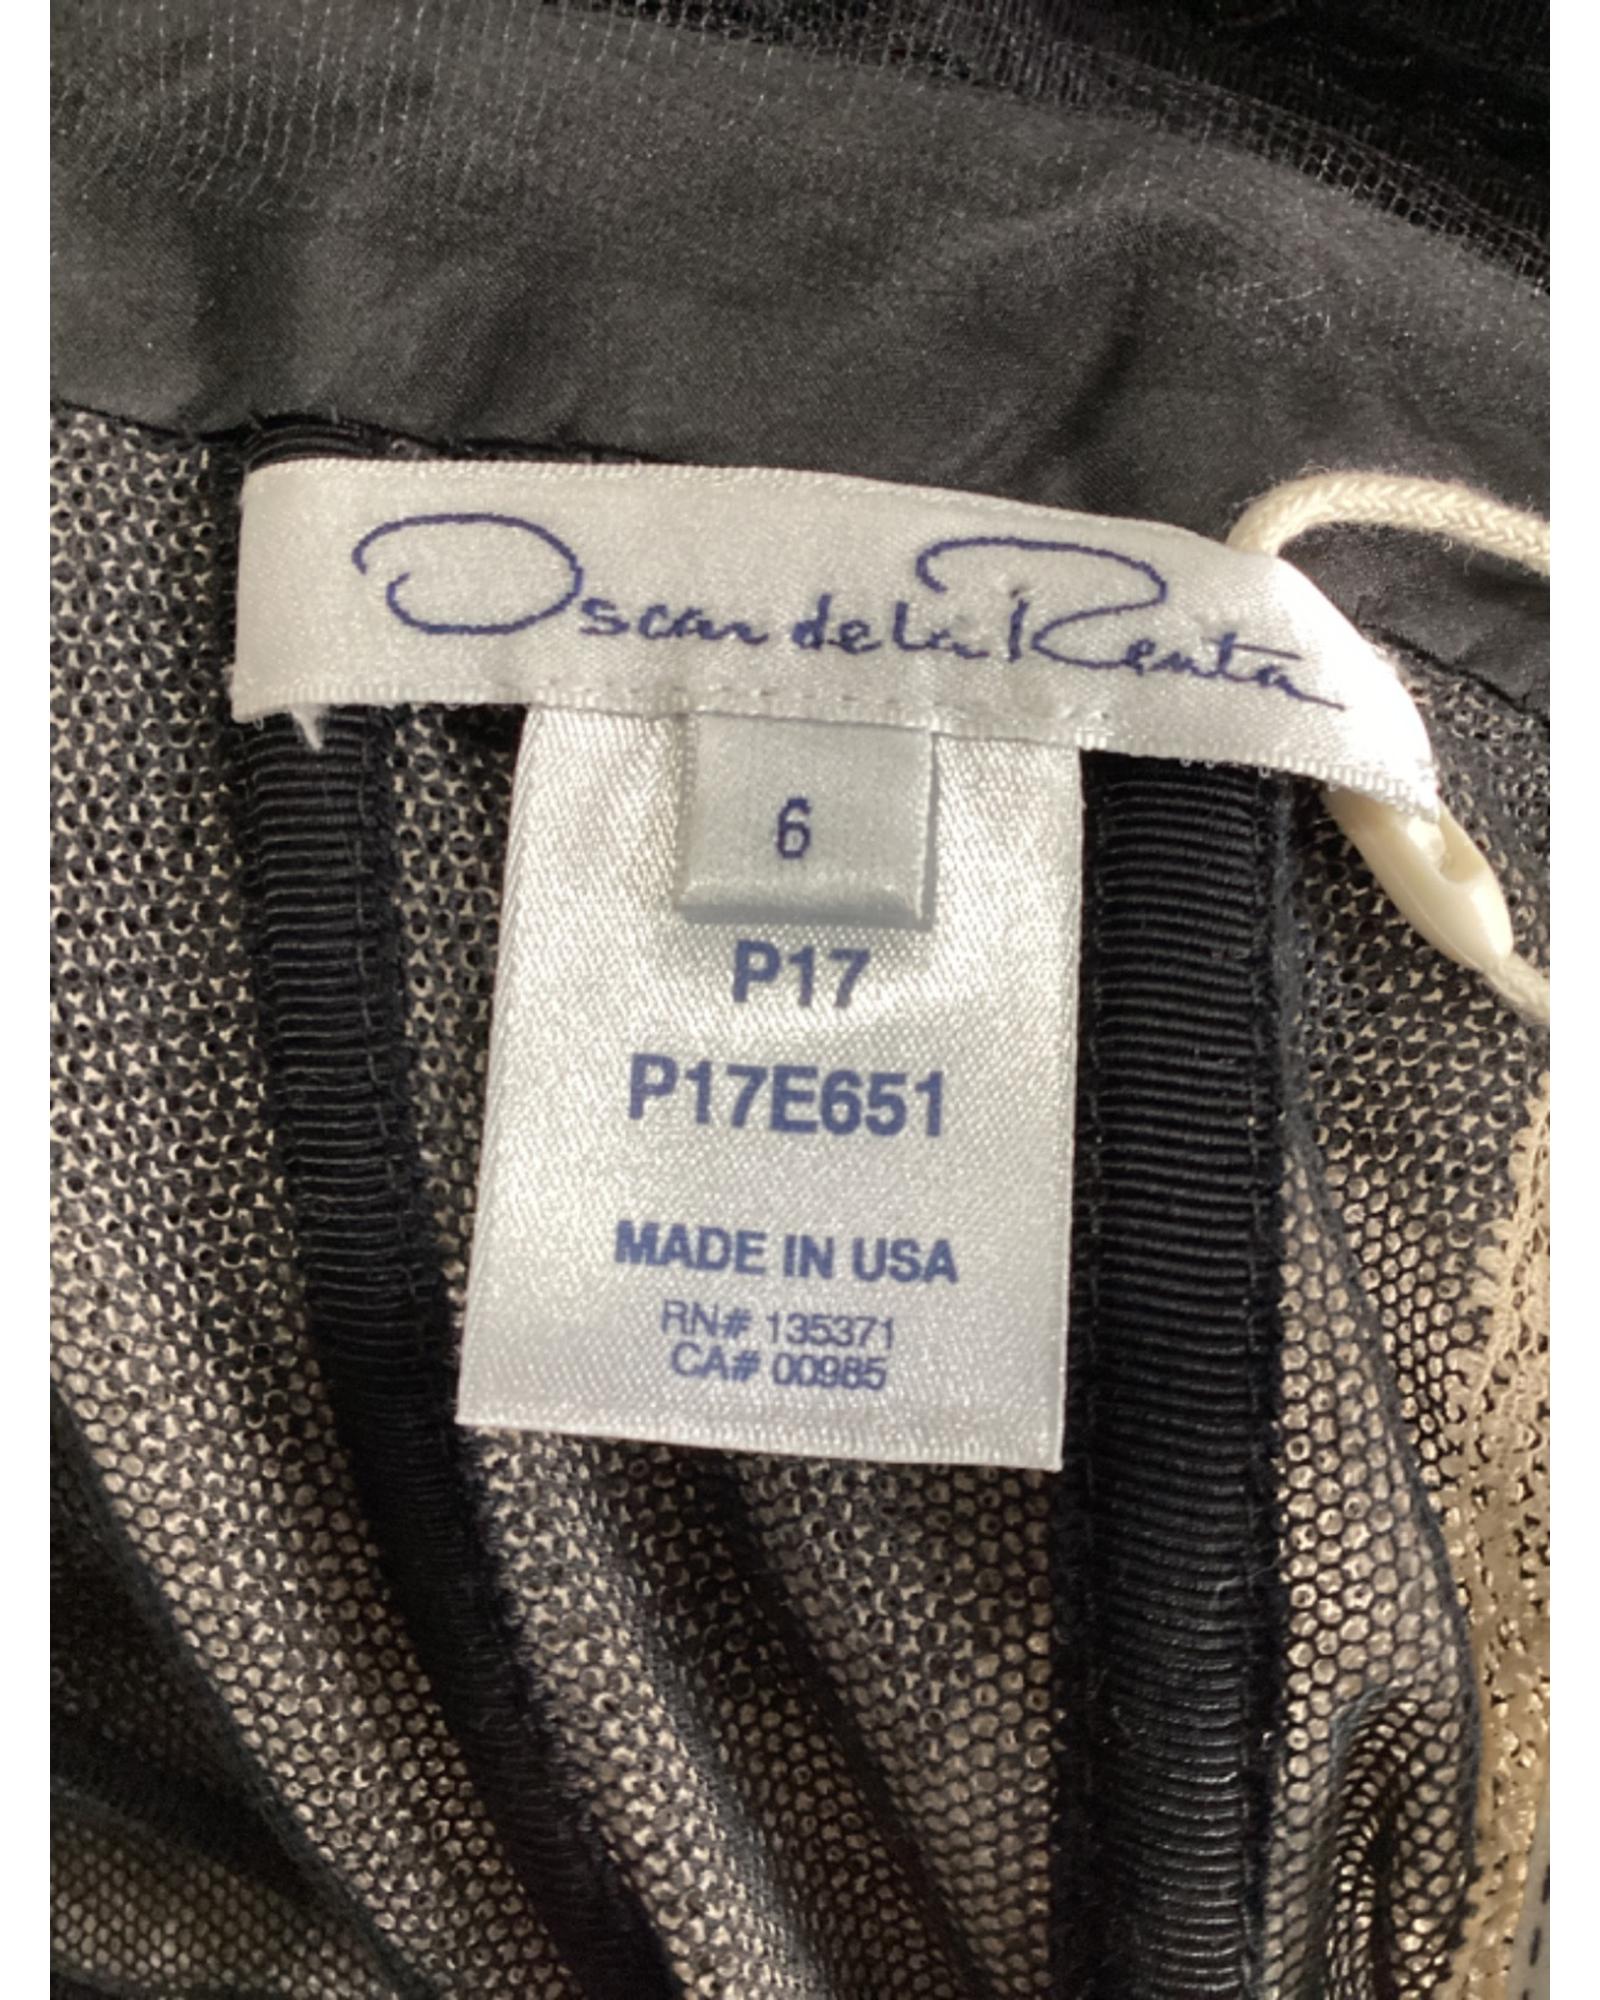 Oscar de la Renta
6
P17
P17E651
MADE IN USA
RN# 135371
CA# 00985